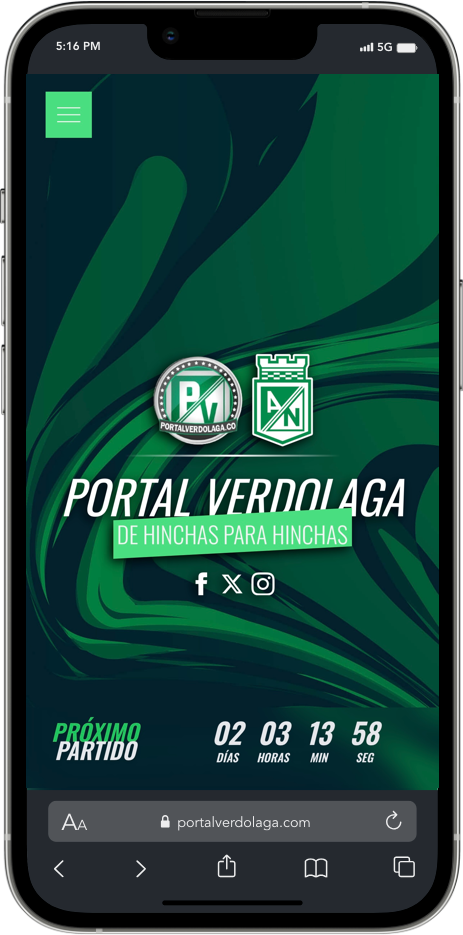 5:16 PM
5G
PV
PORTALVERDOLAGA.CO
AN
PORTAL VERDOLAGA
DE HINCHAS PARA HINCHAS
PRÓXIMO
PARTIDO
02 03 13 58
DÍAS HORAS MIN SEG
AA
portalverdolaga.com